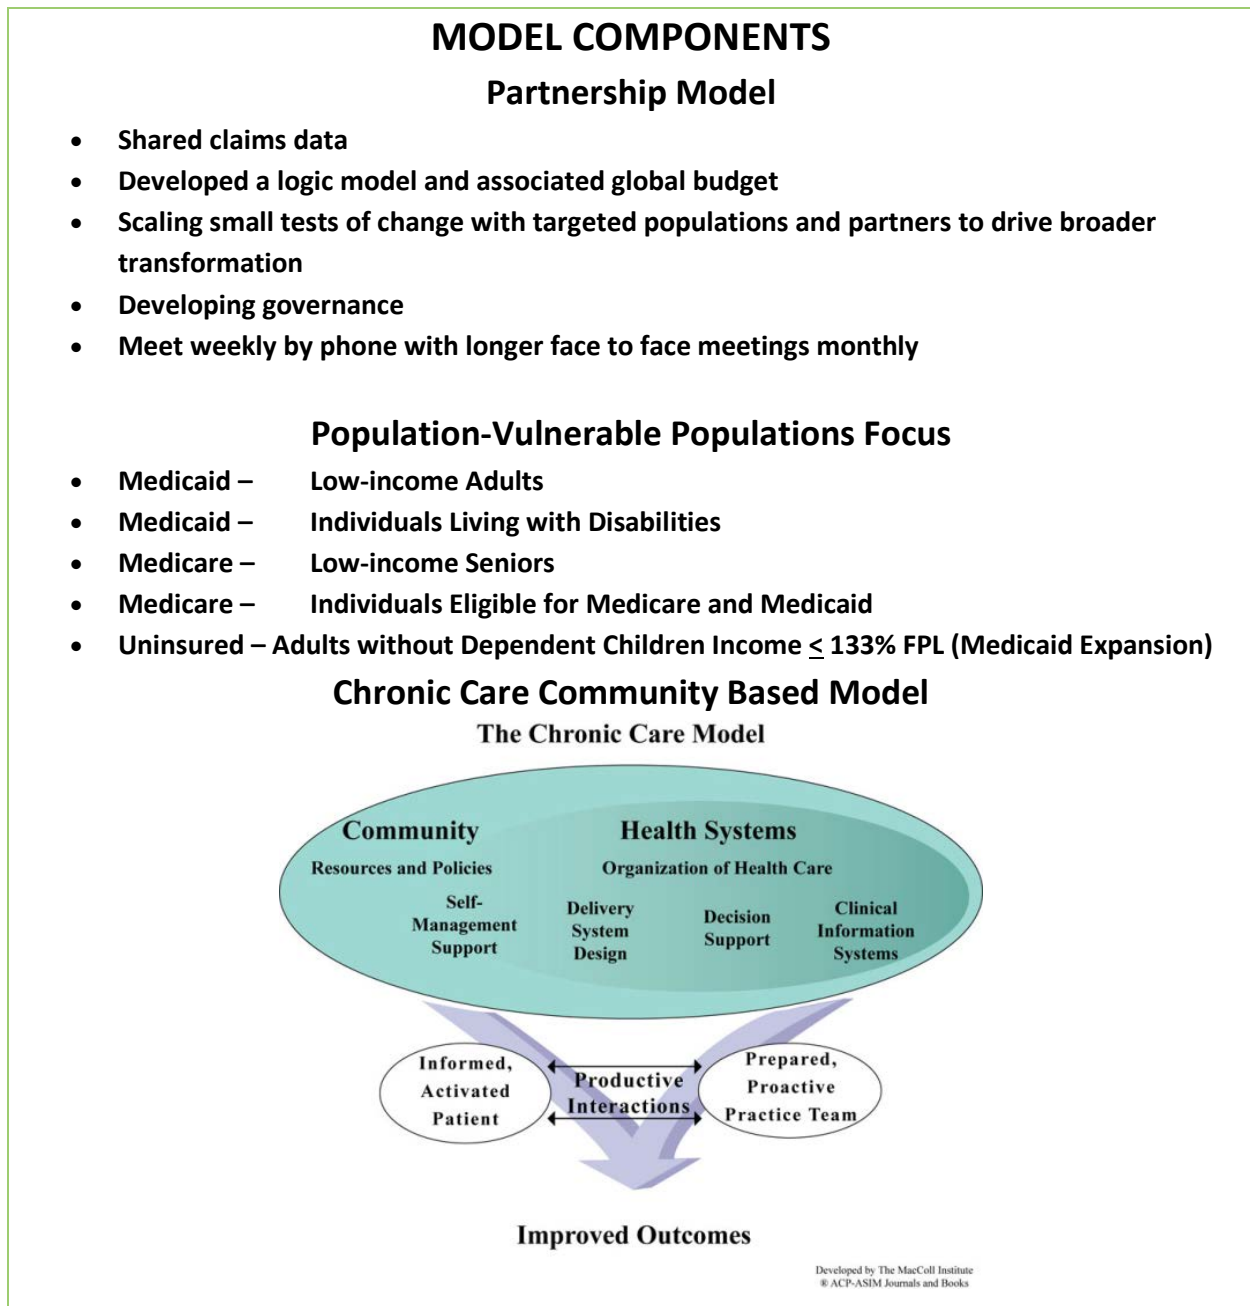 MODEL COMPONENTS
Partnership Model
• Shared claims data
• Developed a logic model and associated global budget
• Scaling small tests of change with targeted populations and partners to drive broader
transformation
• Developing governance
• Meet weekly by phone with longer face to face meetings monthly
Population-Vulnerable Populations Focus
• Medicaid – Low-income Adults
• Medicaid – Individuals Living with Disabilities
• Medicare – Low-income Seniors
• Medicare – Individuals Eligible for Medicare and Medicaid
• Uninsured – Adults without Dependent Children Income ≤ 133% FPL (Medicaid Expansion)
Chronic Care Community Based Model
The Chronic Care Model
Community
Resources and Policies
Health Systems
Organization of Health Care
Self-
Management
Support
Delivery
System
Design
Decision
Support
Clinical
Information
Systems
Informed,
Activated
Patient
Productive
Interactions
Prepared,
Proactive
Practice Team
Improved Outcomes
Developed by The MacColl Institute
® ACP-ASIM Journals and Books